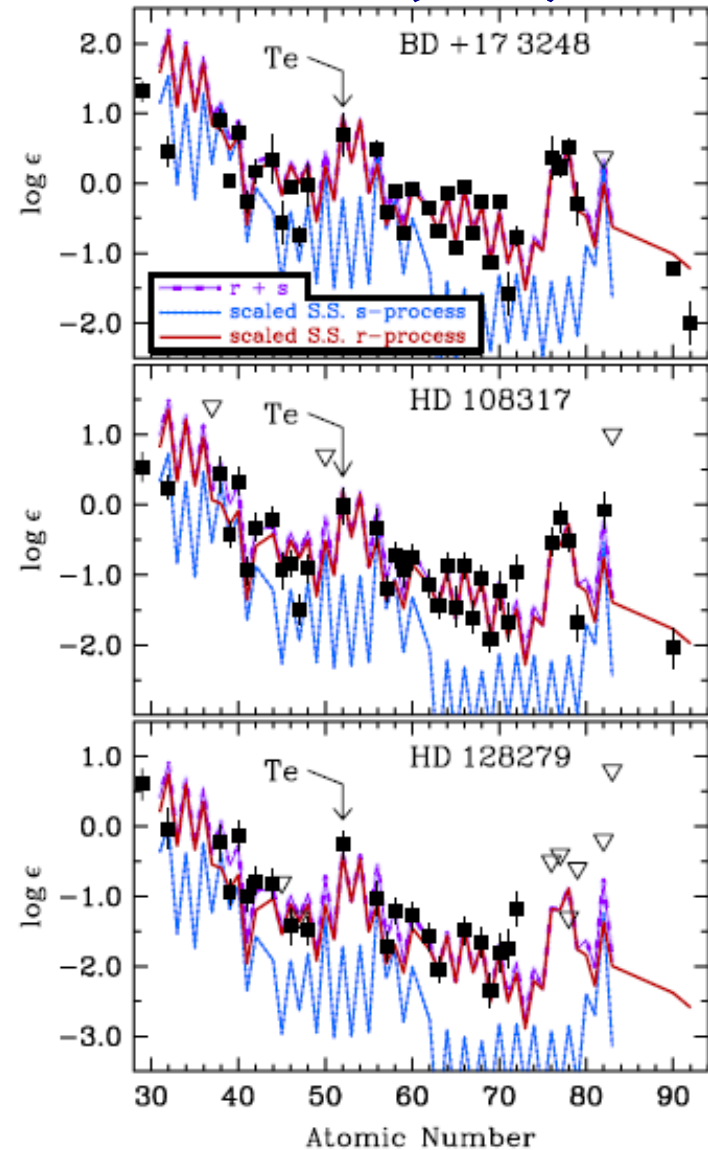 BD +17 3248
Te
2.0
1.0
0.0
−1.0
−2.0
log ε
r + s
scaled S.S. s-process
scaled S.S. r-process
HD 108317
Te
1.0
0.0
−1.0
−2.0
log ε
HD 128279
Te
1.0
0.0
−1.0
−2.0
−3.0
log ε
30 40 50 60 70 80 90
Atomic Number